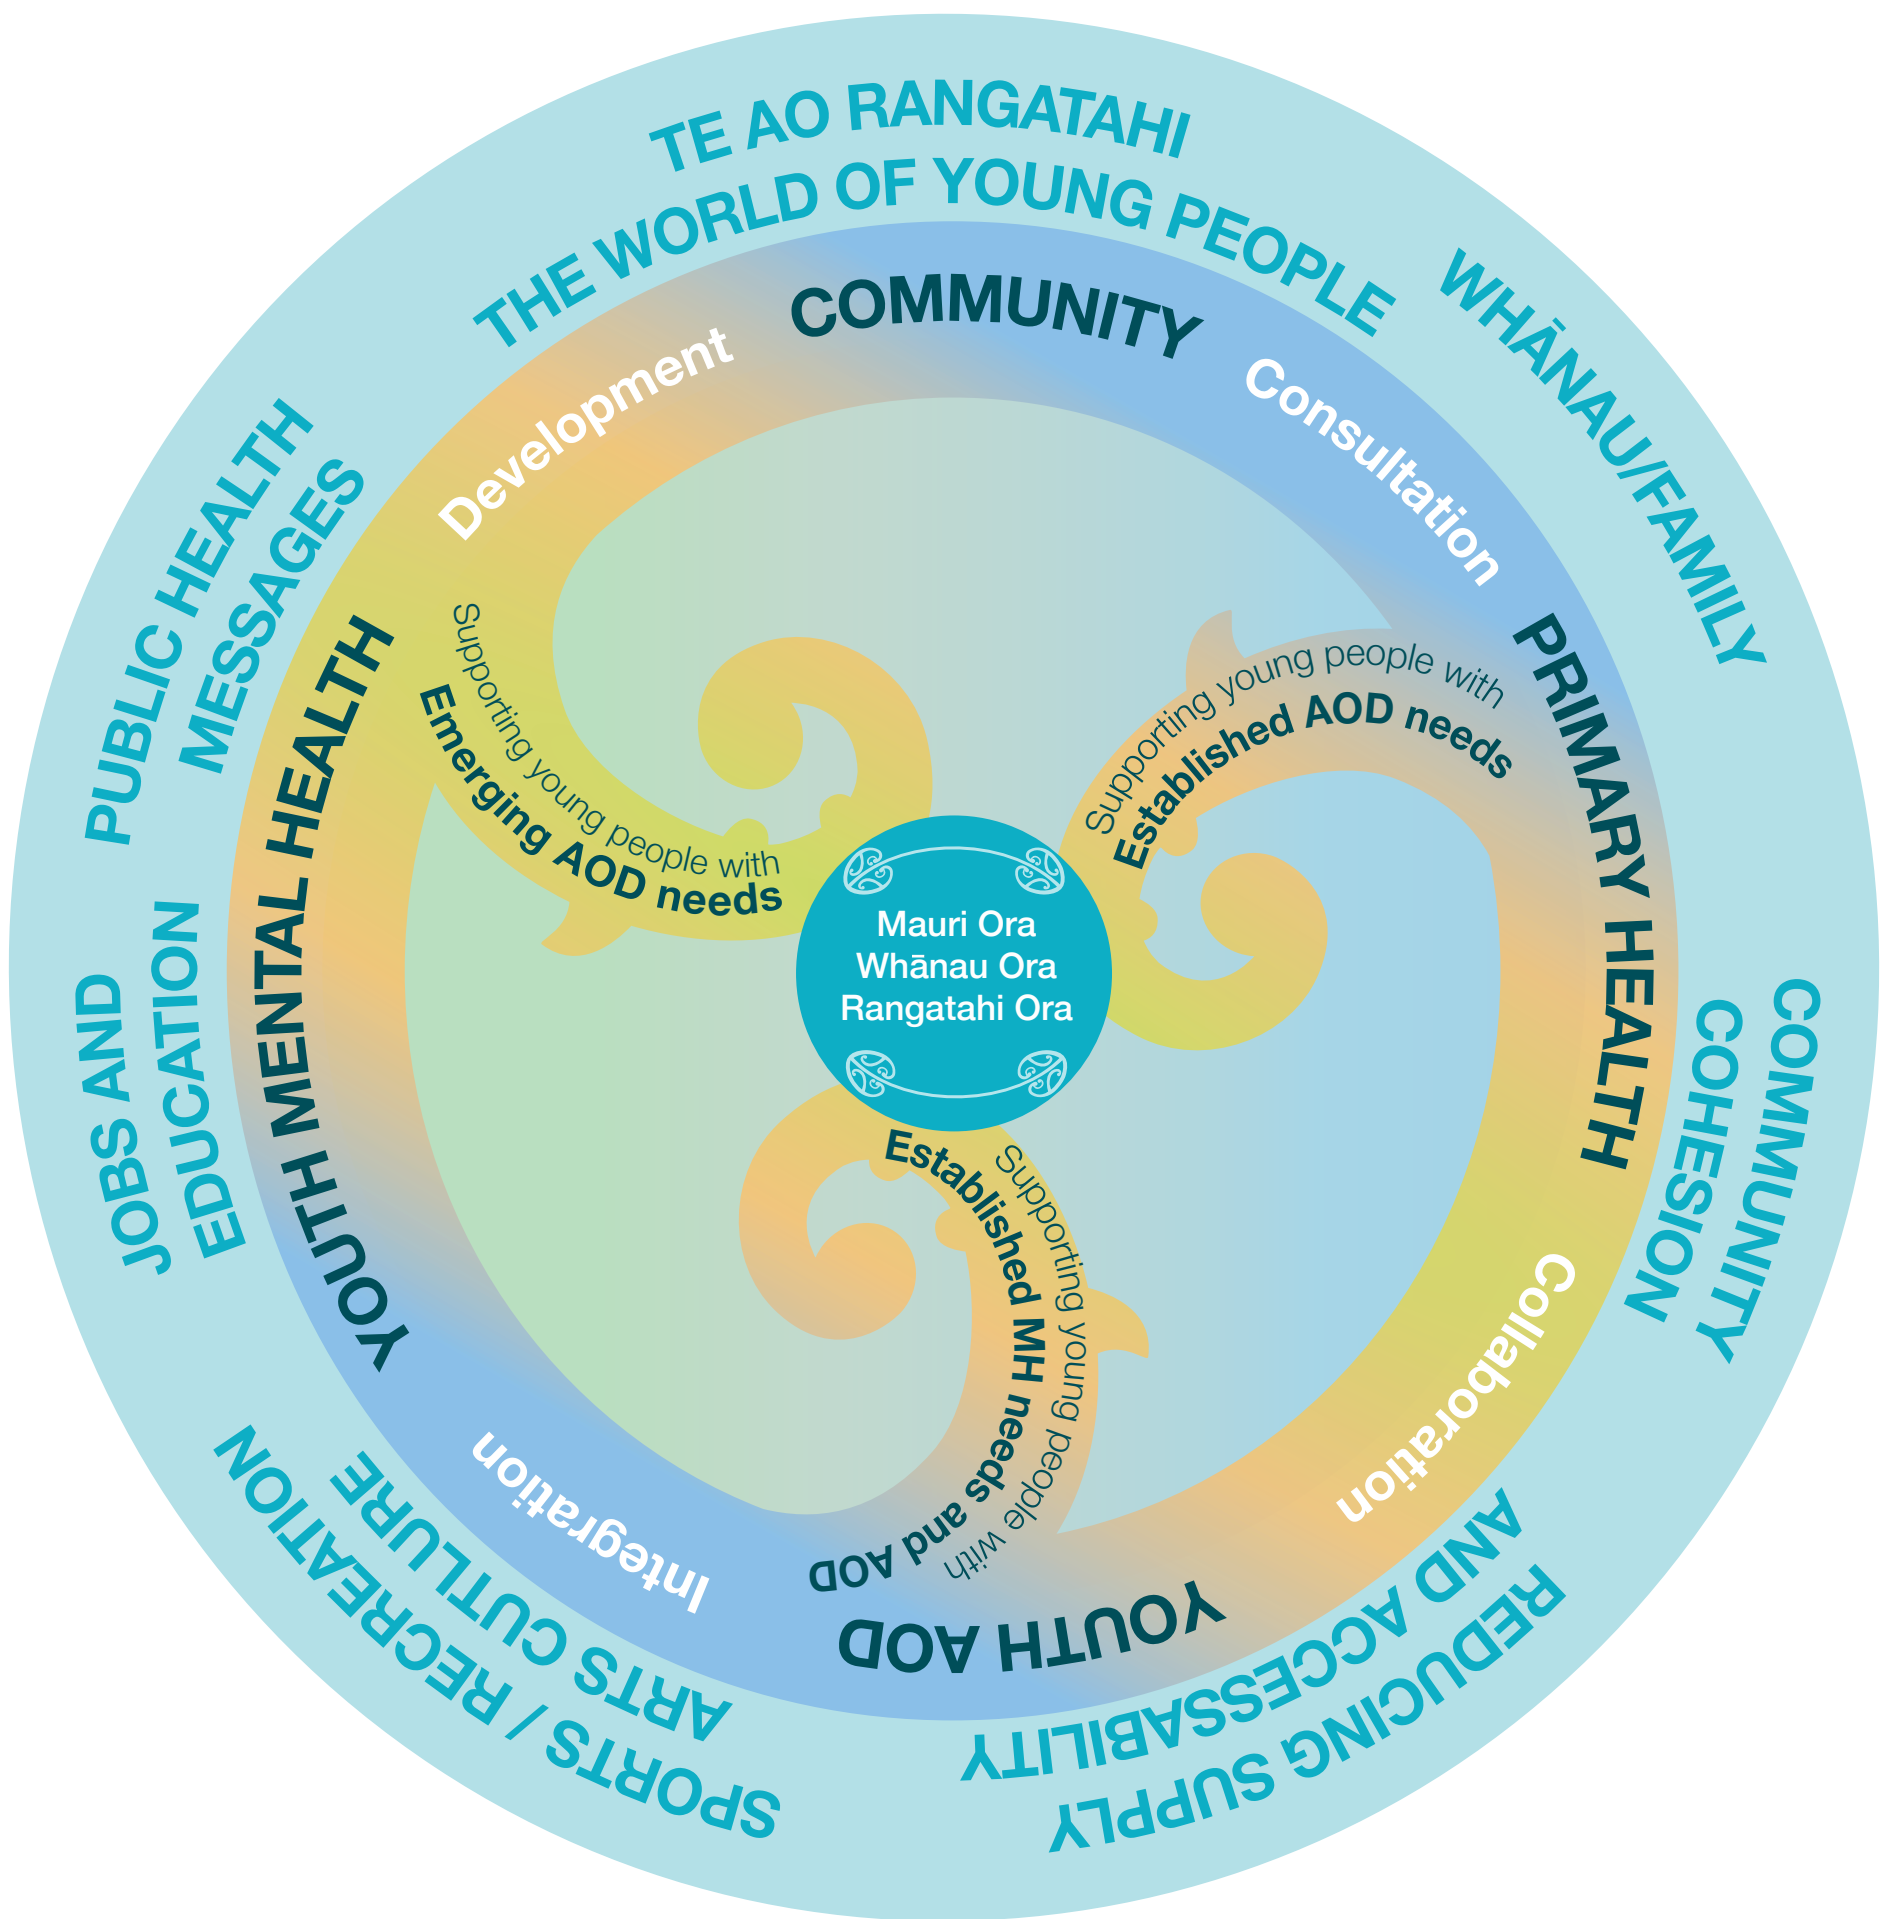 TE AO RANGATAHI
THE WORLD OF YOUNG PEOPLE
WHĀNAU/FAMILY
COMMUNITY
COHESION
REDUCING SUPPLY
AND ACCESSABILITY
SPORTS / RECREATION
ARTS CUTLURE
JOBS AND
EDUCATION
PUBLIC HEALTH
MESSAGES
COMMUNITY
Consultation
PRIMARY HEALTH
Collaboration
YOUTH AOD
Integration
YOUTH MENTAL HEALTH
Development
Supporting young people with
Emerging AOD needs
Supporting young people with
Established AOD needs
Supporting young people with
Established MH needs and AOD
Mauri Ora
Whānau Ora
Rangatahi Ora